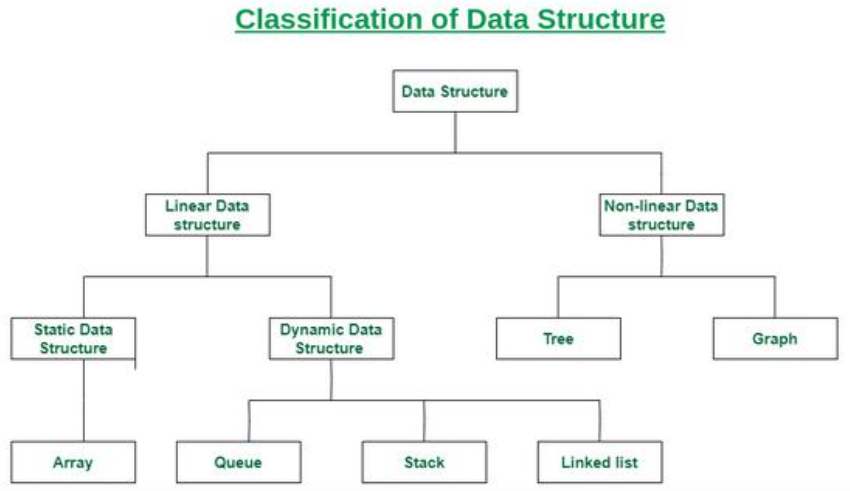 Classification of Data Structure
Data Structure
Linear Data
structure
Non-linear Data
structure
Static Data
Structure
Dynamic Data
Structure
Tree
Graph
Array
Queue
Stack
Linked list